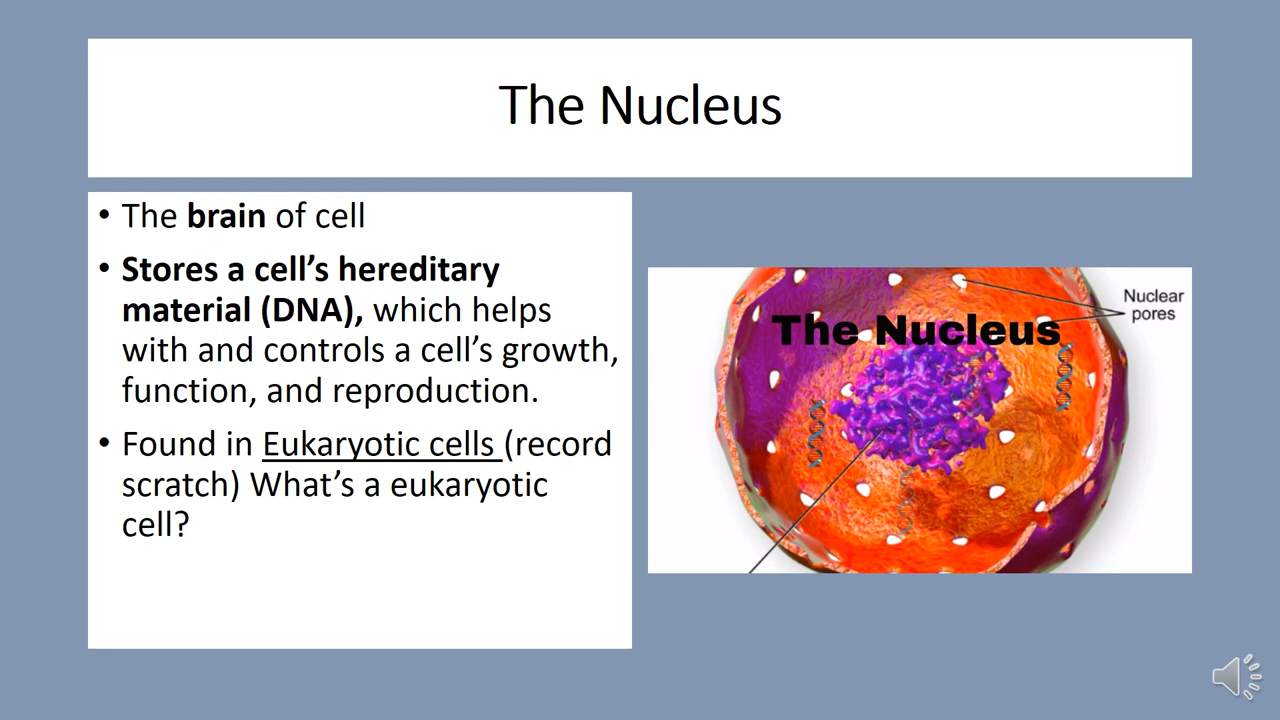 The Nucleus
• The brain of cell
• Stores a cell’s hereditary
material (DNA), which helps
with and controls a cell’s growth,
function, and reproduction.
• Found in Eukaryotic cells (record
scratch) What’s a eukaryotic
cell?
The Nucleus
Nuclear
pores